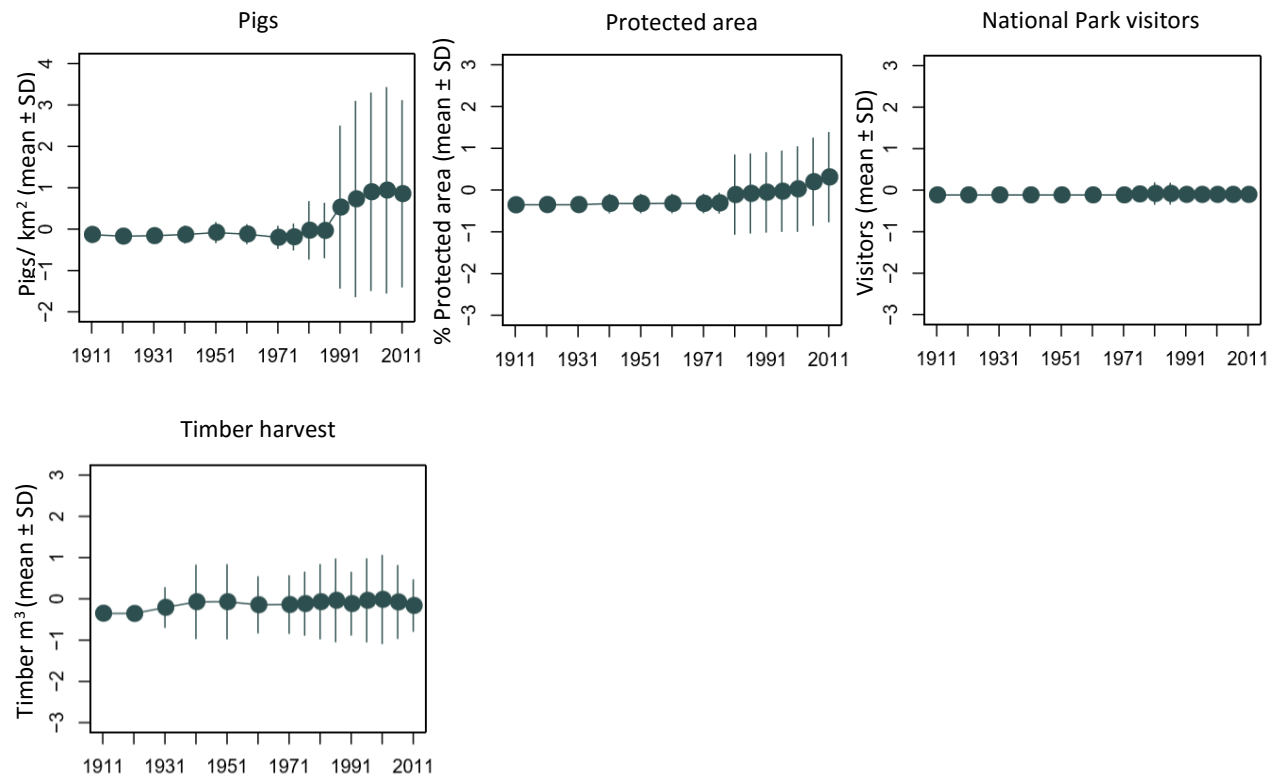 Pigs
Protected area
National Park visitors
Pigs/ km² (mean ± SD)
4
3
2
1
0
−1
−2
1911 1931 1951 1971 1991 2011
% Protected area (mean ± SD)
3
2
1
0
−1
−2
−3
1911 1931 1951 1971 1991 2011
Visitors (mean ± SD)
3
2
1
0
−1
−2
−3
1911 1931 1951 1971 1991 2011
Timber harvest
Timber m³ (mean ± SD)
3
2
1
0
−1
−2
−3
1911 1931 1951 1971 1991 2011